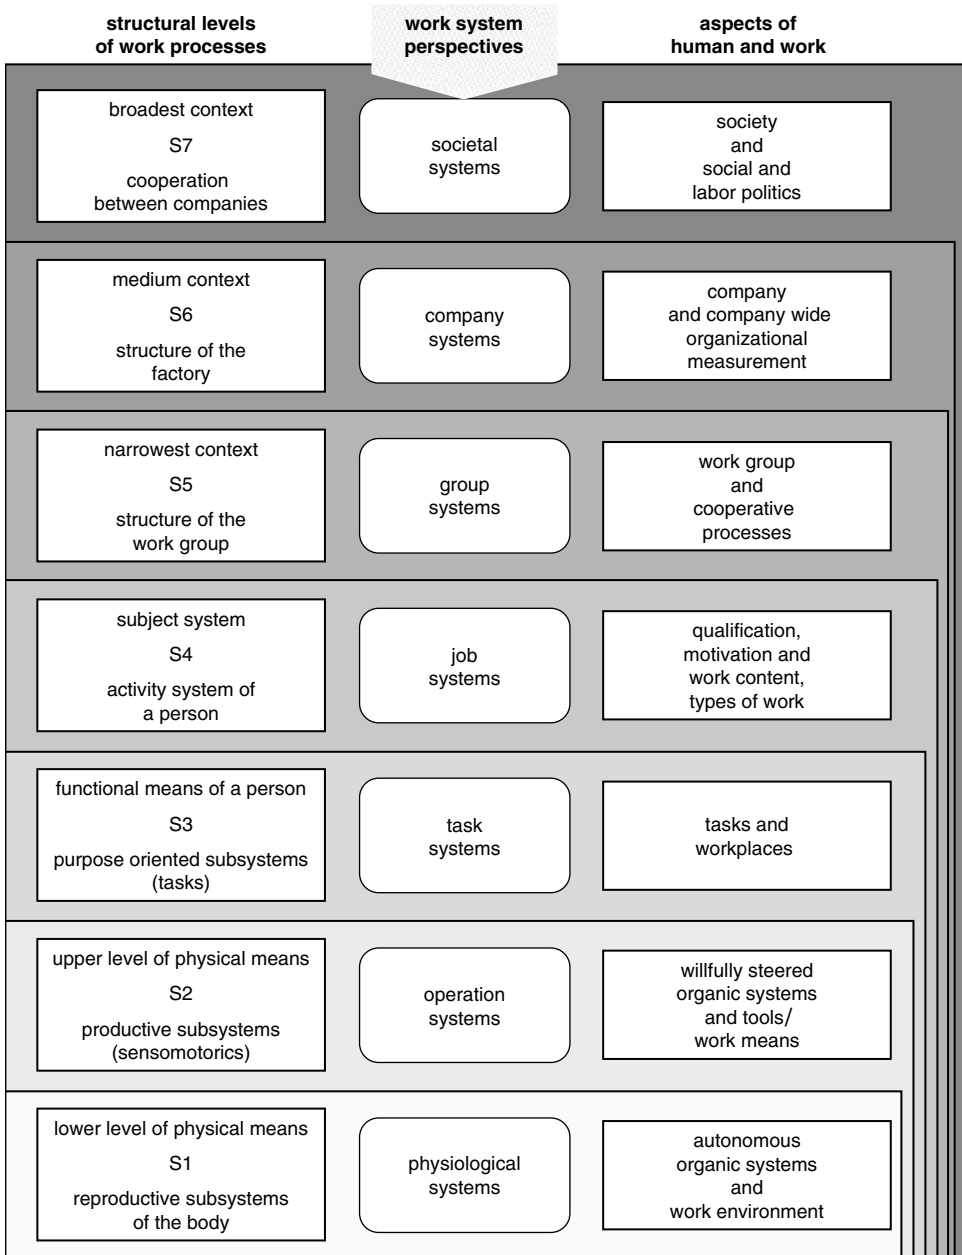 structural levels
of work processes
work system
perspectives
aspects of
human and work
broadest context
S7
cooperation
between companies
societal
systems
society
and
social and
labor politics
medium context
S6
structure of the
factory
company
systems
company
and company wide
organizational
measurement
narrowest context
S5
structure of the
work group
group
systems
work group
and
cooperative
processes
subject system
S4
activity system of
a person
job
systems
qualification,
motivation and
work content,
types of work
functional means of a person
S3
purpose oriented subsystems
(tasks)
task
systems
tasks and
workplaces
upper level of physical means
S2
productive subsystems
(sensomotorics)
operation
systems
willfully steered
organic systems
and tools/
work means
lower level of physical means
S1
reproductive subsystems
of the body
physiological
systems
autonomous
organic systems
and
work environment